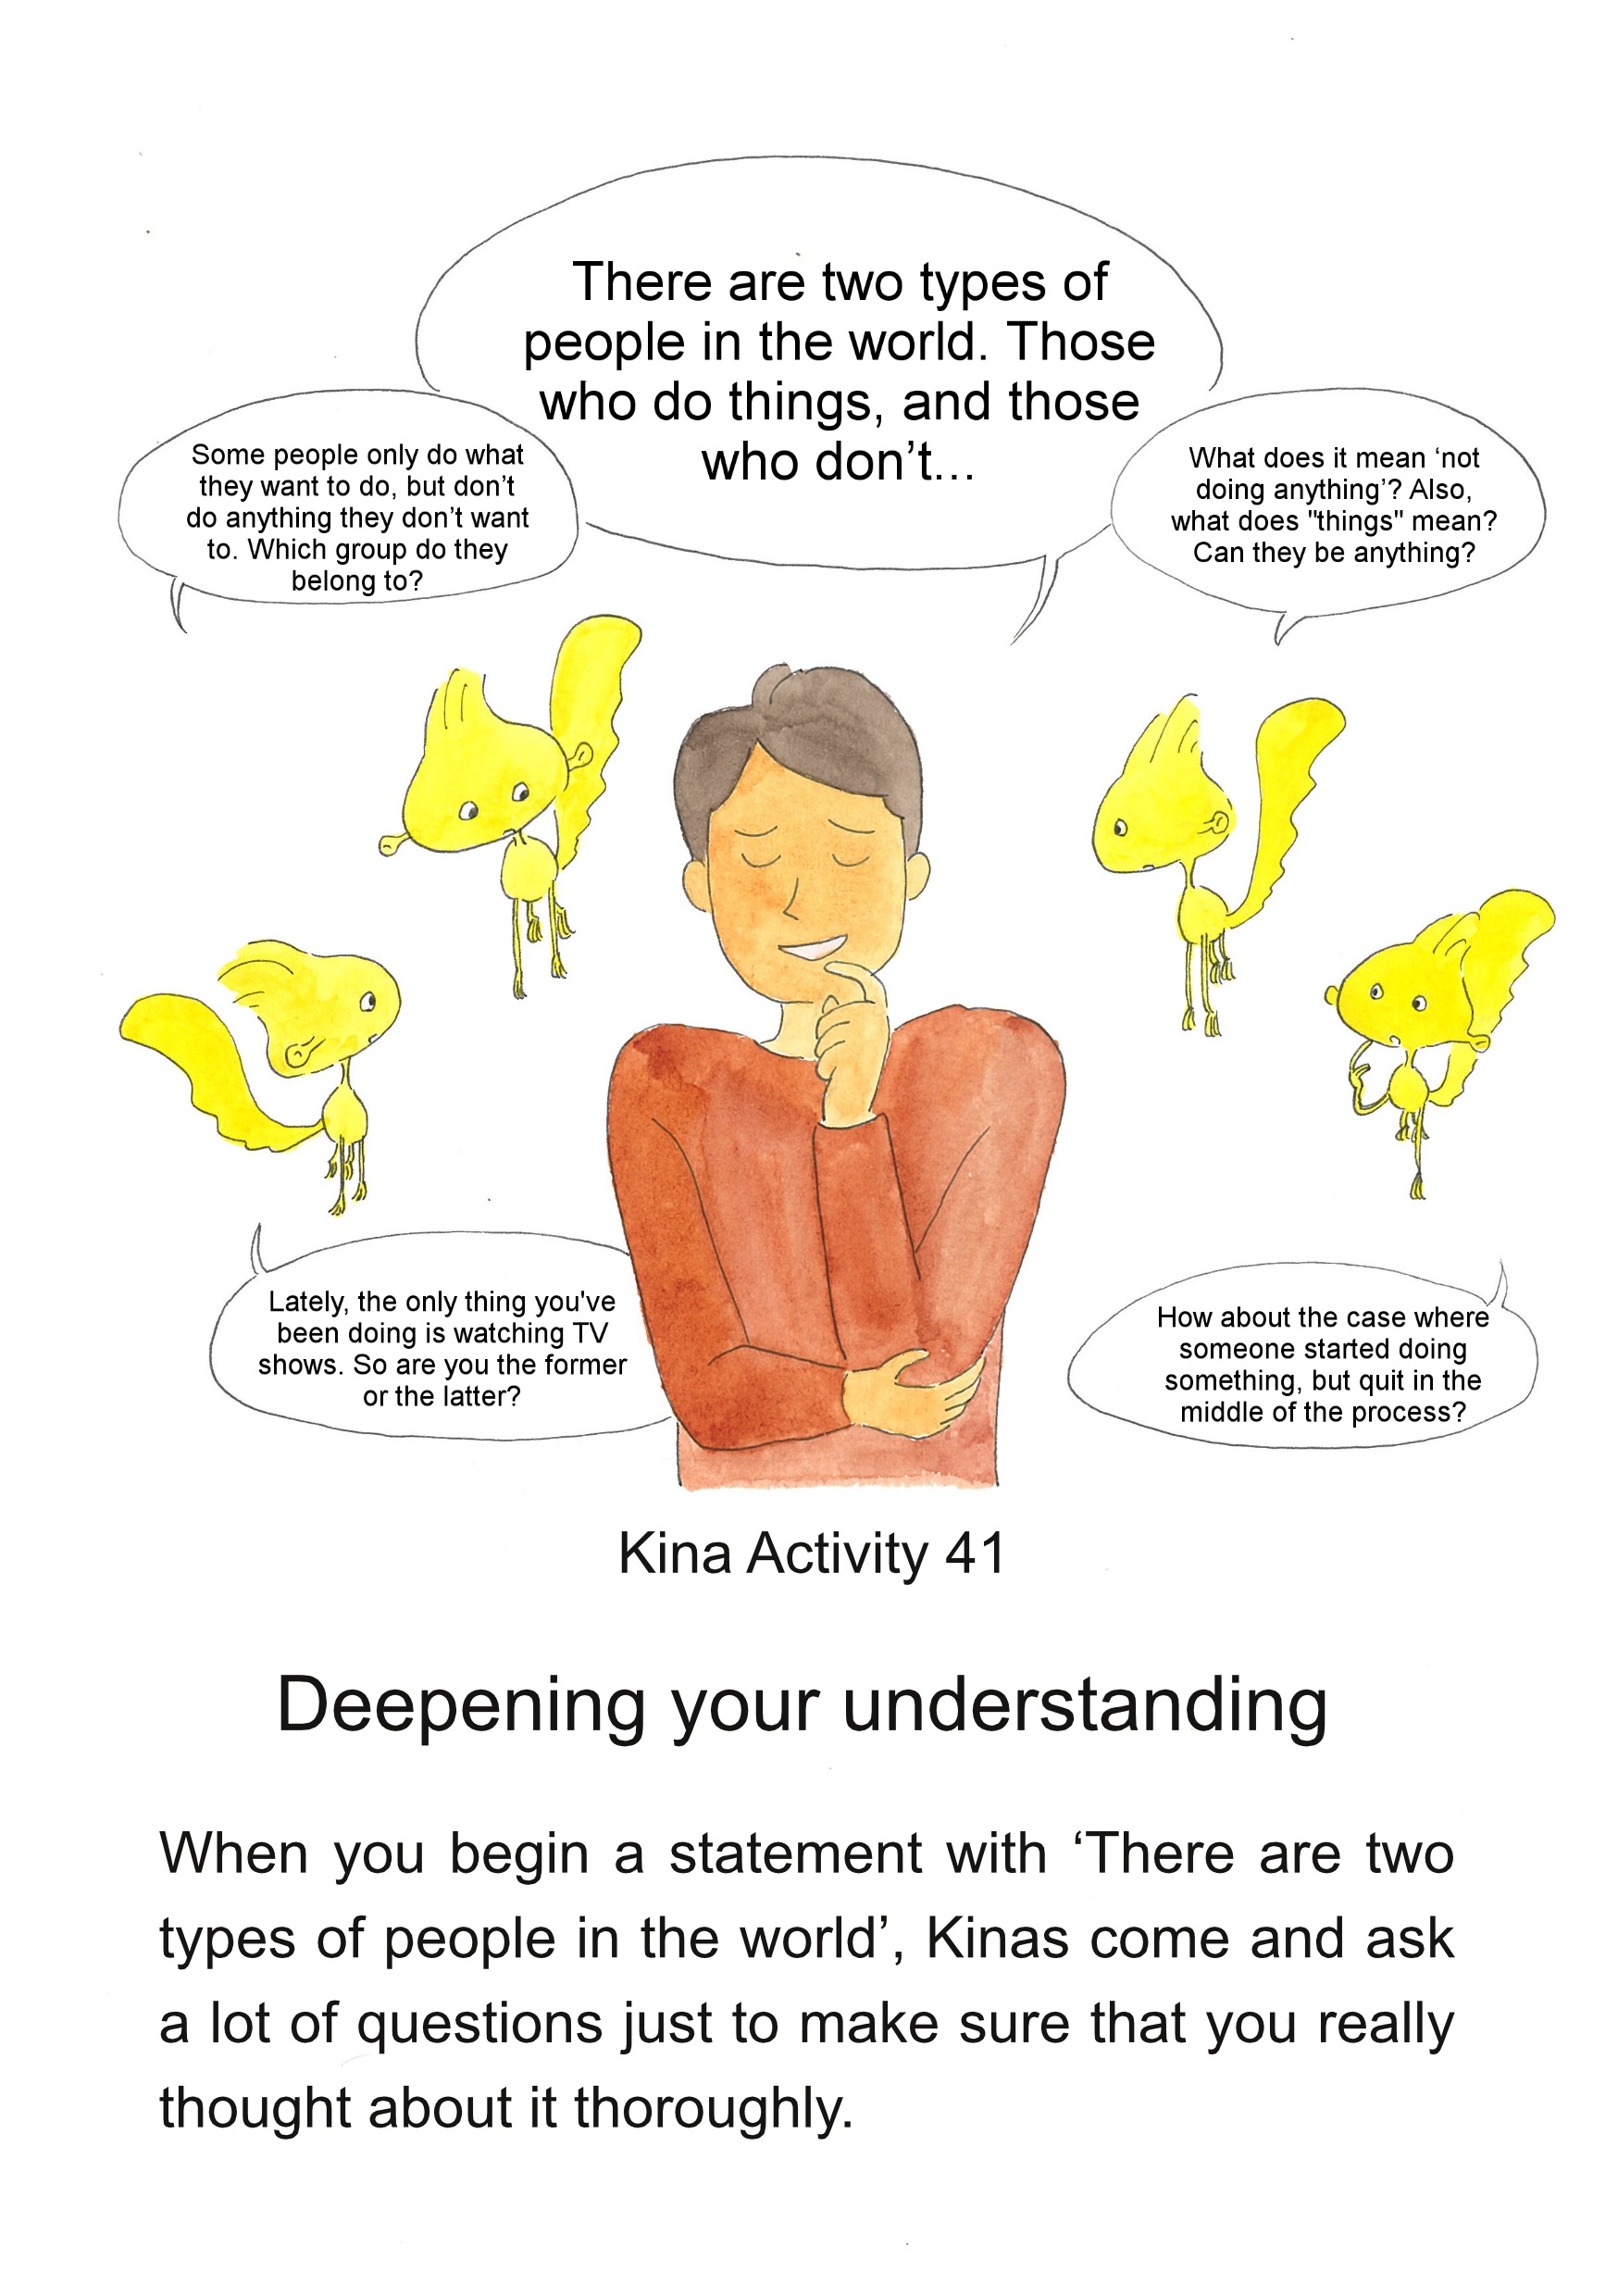 There are two types of
people in the world. Those
who do things, and those
who don’t...
Some people only do what
they want to do, but don’t
do anything they don’t want
to. Which group do they
belong to?
What does it mean ‘not
doing anything’? Also,
what does "things" mean?
Can they be anything?
Lately, the only thing you've
been doing is watching TV
shows. So are you the former
or the latter?
How about the case where
someone started doing
something, but quit in the
middle of the process?
Kina Activity 41
Deepening your understanding
When you begin a statement with ‘There are two
types of people in the world’, Kinas come and ask
a lot of questions just to make sure that you really
thought about it thoroughly.